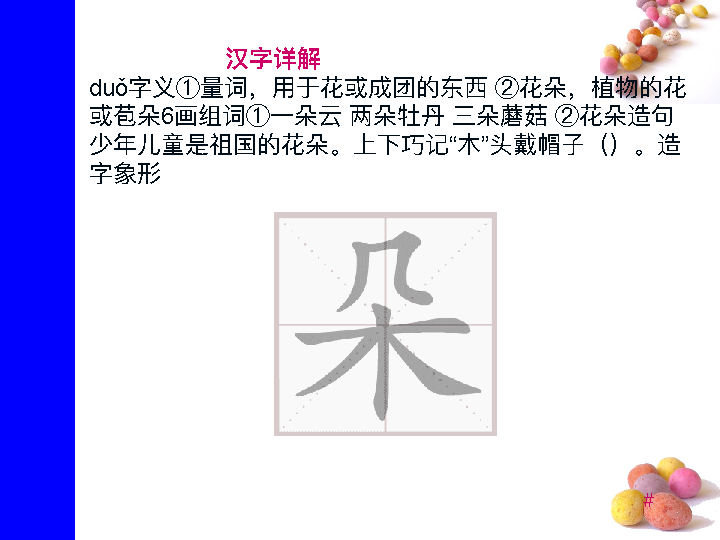 汉字详解
duǒ字义①量词，用于花或成团的东西 ②花朵，植物的花
或苞朵6画组词①一朵云 两朵牡丹 三朵蘑菇 ②花朵造句
少年儿童是祖国的花朵。上下巧记“木”头戴帽子（）。造
字象形
朵
#